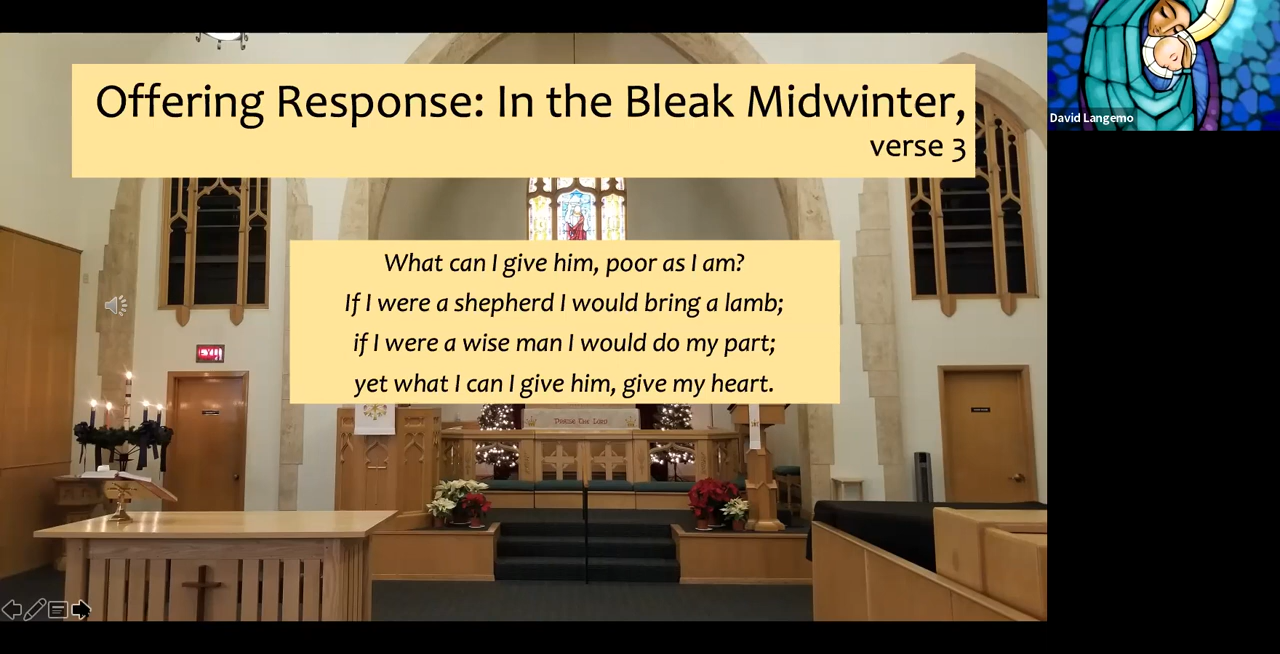 Offering Response: In the Bleak Midwinter,
verse 3
What can I give him, poor as I am?
If I were a shepherd I would bring a lamb;
if I were a wise man I would do my part;
yet what I can I give him, give my heart.
David Langemo
EXIT
Praise the Lord